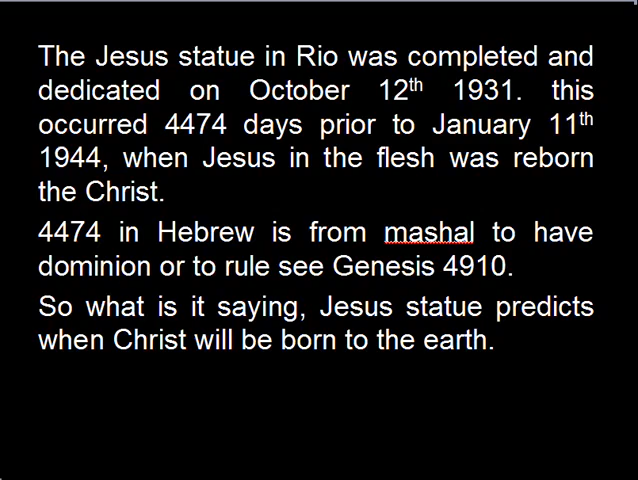 The Jesus statue in Rio was completed and
dedicated on October 12th 1931. this
occurred 4474 days prior to January 11th
1944, when Jesus in the flesh was reborn
the Christ.
4474 in Hebrew is from mashal to have
dominion or to rule see Genesis 4910.
So what is it saying, Jesus statue predicts
when Christ will be born to the earth.